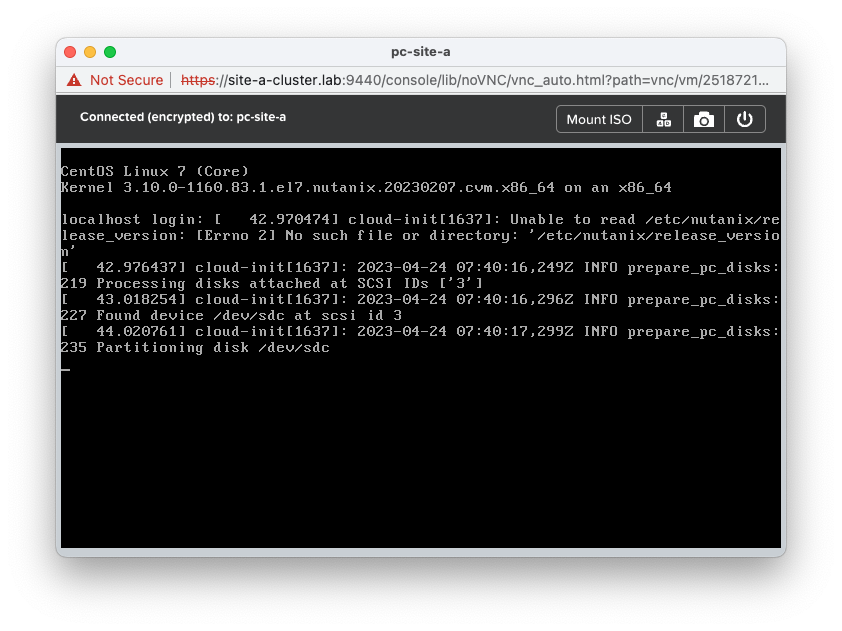 pc-site-a
Not Secure | https://site-a-cluster.lab:9440/console/lib/noVNC/vnc_auto.html?path=vnc/vm/2518721...
Connected (encrypted) to: pc-site-a
Mount ISO
CentOS Linux 7 (Core)
Kernel 3.10.0-1160.83.1.el7.nutanix.20230207.cvm.x86_64 on an x86_64
localhost login: [   42.970474] cloud-init[1637]: Unable to read /etc/nutanix/re
lease_version: [Errno 2] No such file or directory: '/etc/nutanix/release_versio
n'
[   42.976437] cloud-init[1637]: 2023-04-24 07:40:16,249Z INFO prepare_pc_disks:
219 Processing disks attached at SCSI IDs ['3']
[   43.018254] cloud-init[1637]: 2023-04-24 07:40:16,296Z INFO prepare_pc_disks:
227 Found device /dev/sdc at scsi id 3
[   44.020761] cloud-init[1637]: 2023-04-24 07:40:17,299Z INFO prepare_pc_disks:
235 Partitioning disk /dev/sdc